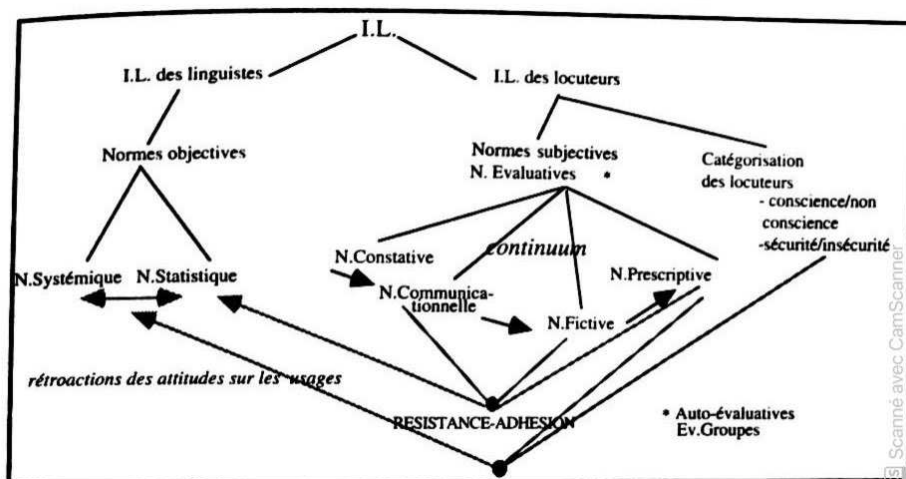 I.L.
I.L. des linguistes
I.L. des locuteurs
Normes objectives
Normes subjectives
N. Evaluatives *
Catégorisation
des locuteurs
- conscience/non
conscience
-sécurité/insécurité
continuum
N.Systémique
N.Statistique
N.Constative
N.Communica-
tionnelle
N.Fictive
N.Prescriptive
rétroactions des attitudes sur les usages
RESISTANCE-ADHESION
* Auto-évaluatives
Ev.Groupes
CS Scanné avec CamScanner